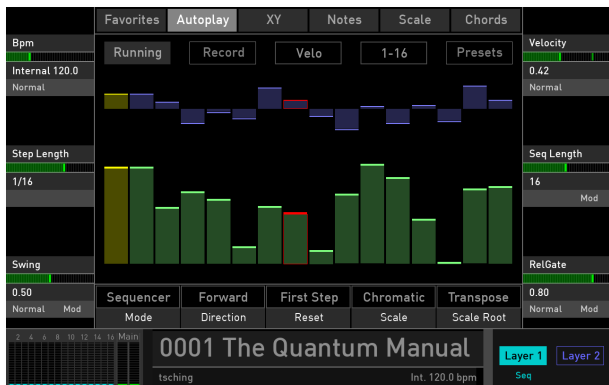 Favorites Autoplay XY Notes Scale Chords
Bpm
Internal 120.0
Normal
Running Record Velo 1-16 Presets
Velocity
0.42
Normal
Step Length
1/16
Seq Length
16
Mod
Swing
0.50
Normal Mod
RelGate
0.80
Normal Mod
Sequencer Forward First Step Chromatic Transpose
Mode Direction Reset Scale Scale Root
2 4 6 8 10 12 14 16 Main
0001 The Quantum Manual
tsching Int. 120.0 bpm
Layer 1 Layer 2
Seq